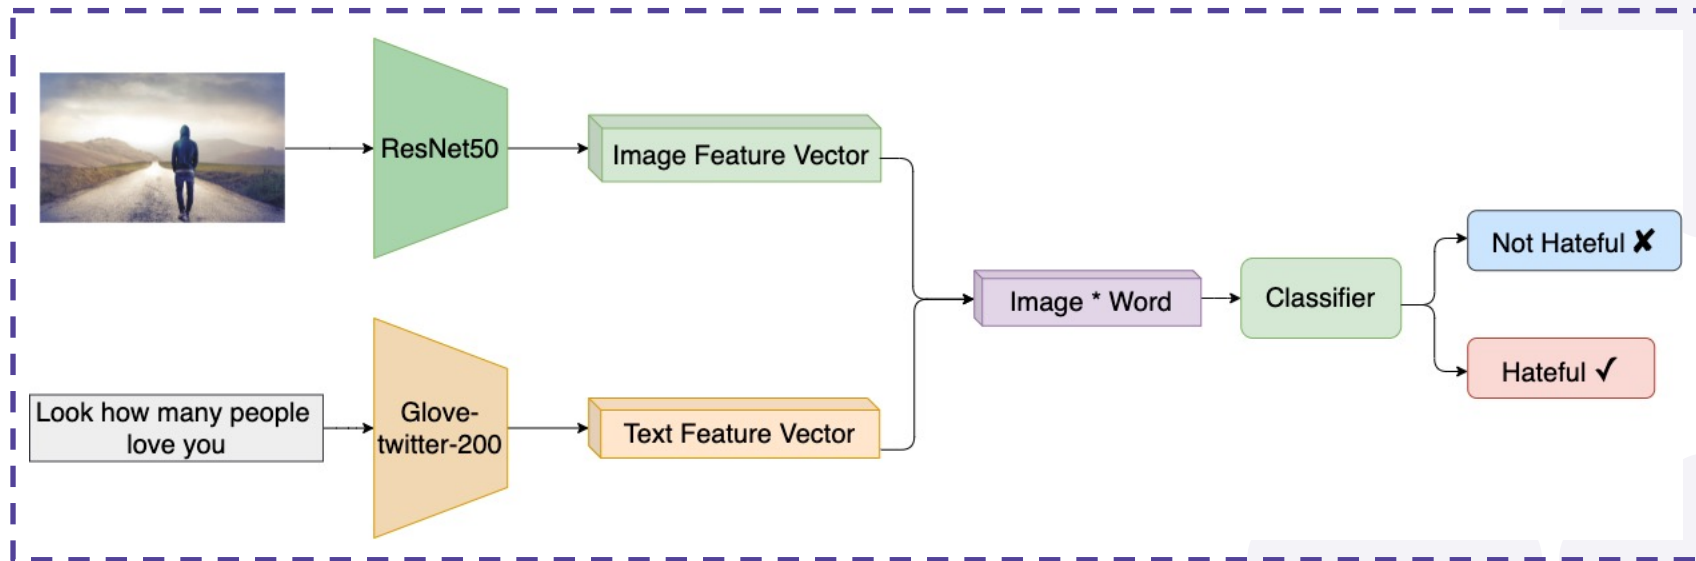 ResNet50
Image Feature Vector
Look how many people
love you
Glove-
twitter-200
Text Feature Vector
Image * Word
Classifier
Not Hateful ✘
Hateful ✓